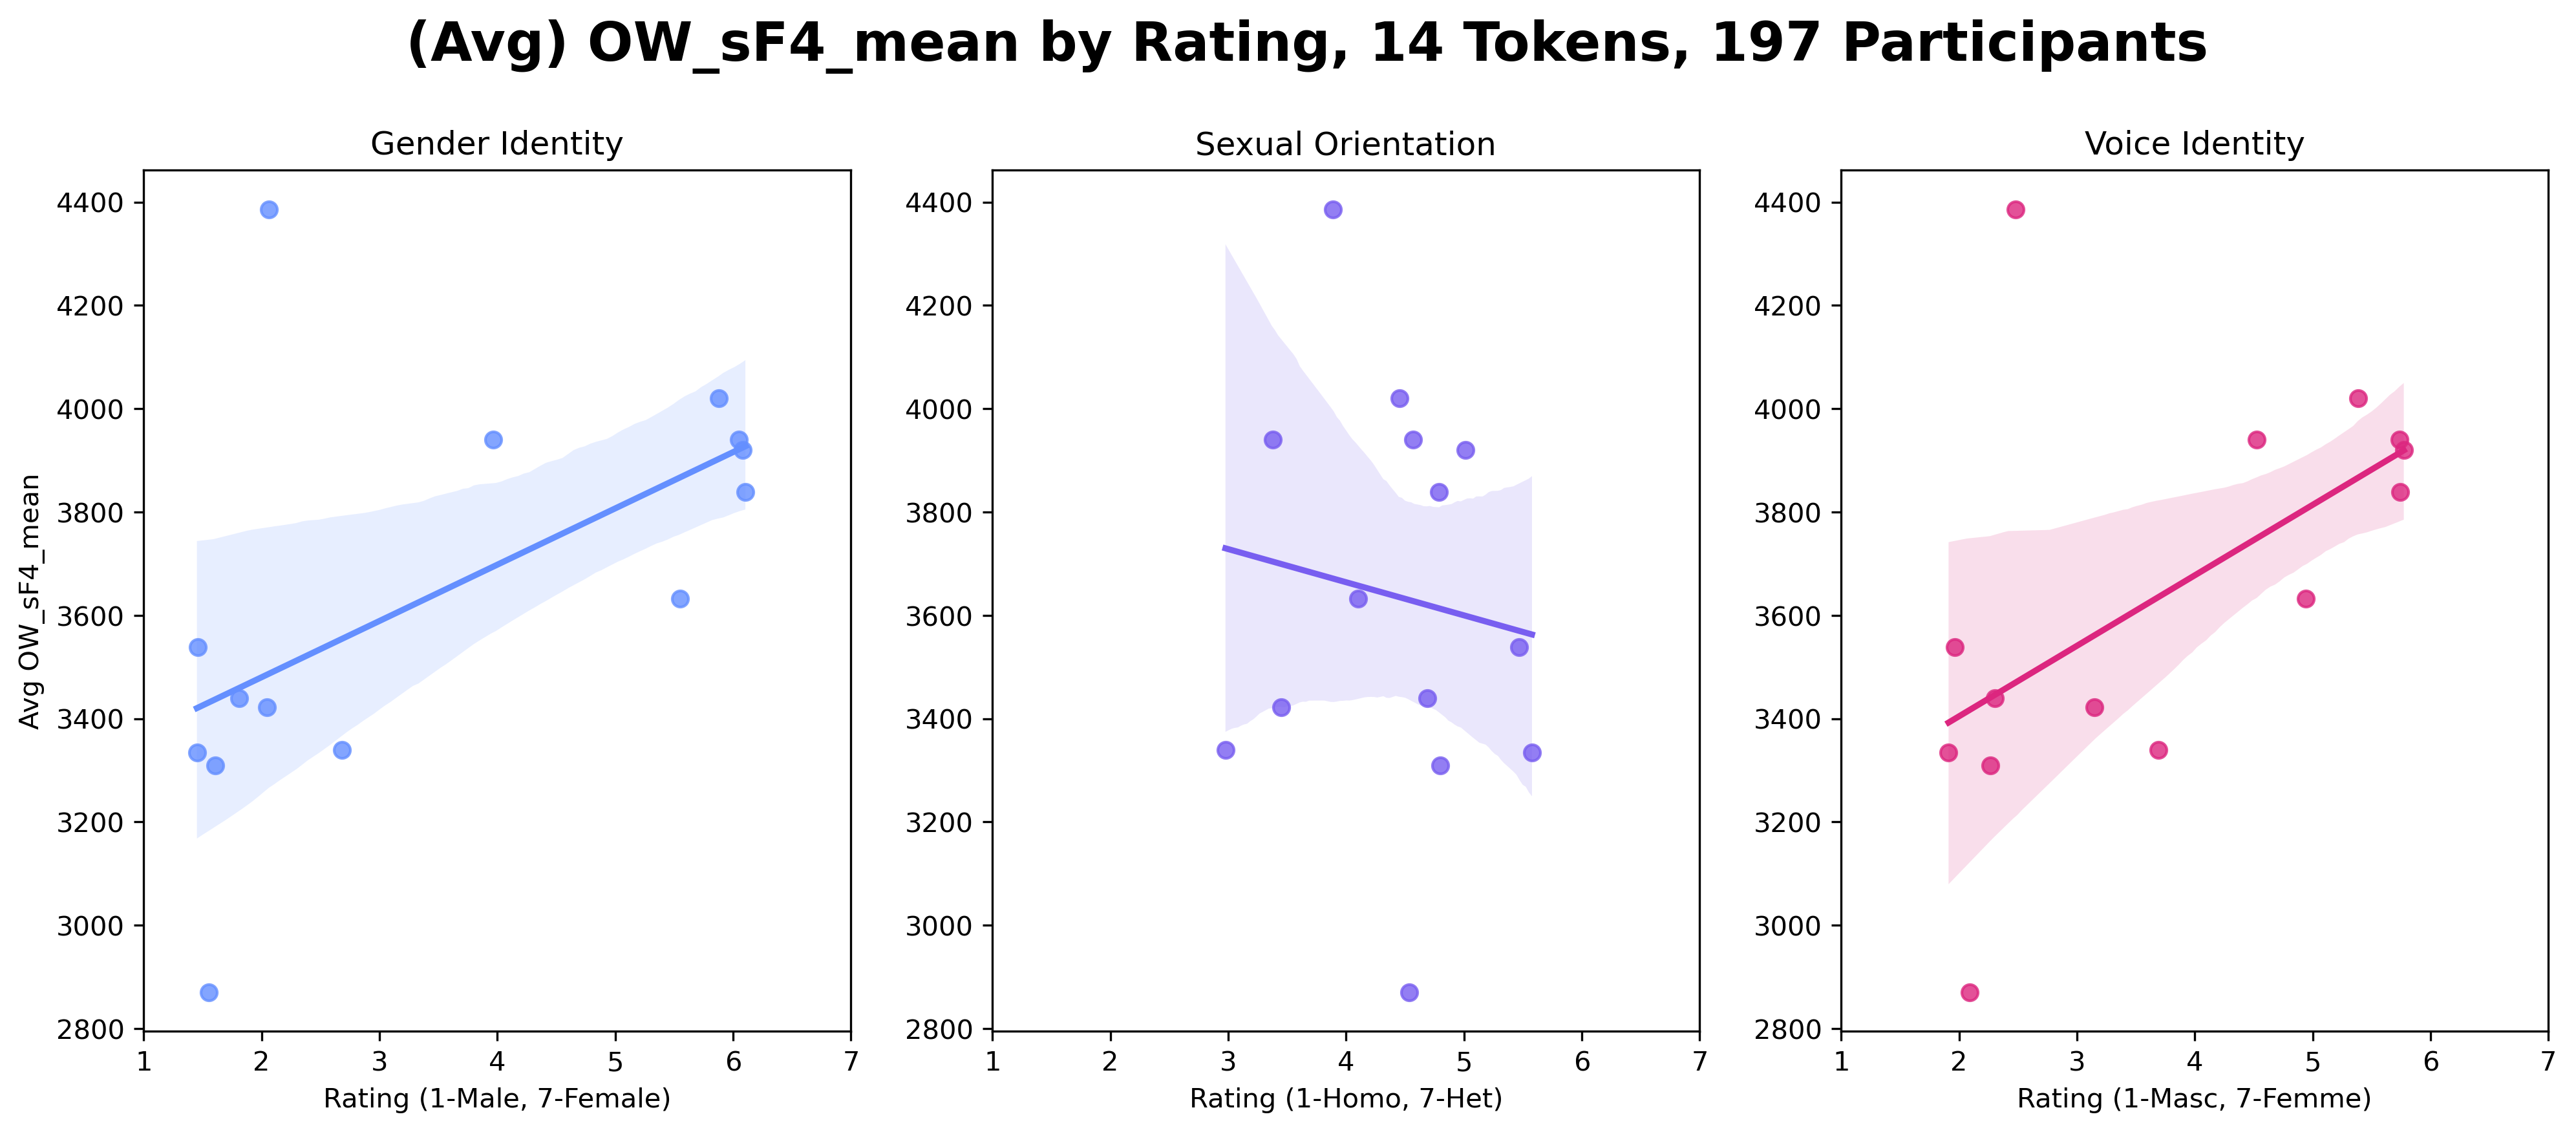 (Avg) OW_sF4_mean by Rating, 14 Tokens, 197 Participants
Gender Identity
Avg OW_sF4_mean
4400
4200
4000
3800
3600
3400
3200
3000
2800
1 2 3 4 5 6 7
Rating (1-Male, 7-Female)
Sexual Orientation
4400
4200
4000
3800
3600
3400
3200
3000
2800
1 2 3 4 5 6 7
Rating (1-Homo, 7-Het)
Voice Identity
4400
4200
4000
3800
3600
3400
3200
3000
2800
1 2 3 4 5 6 7
Rating (1-Masc, 7-Femme)